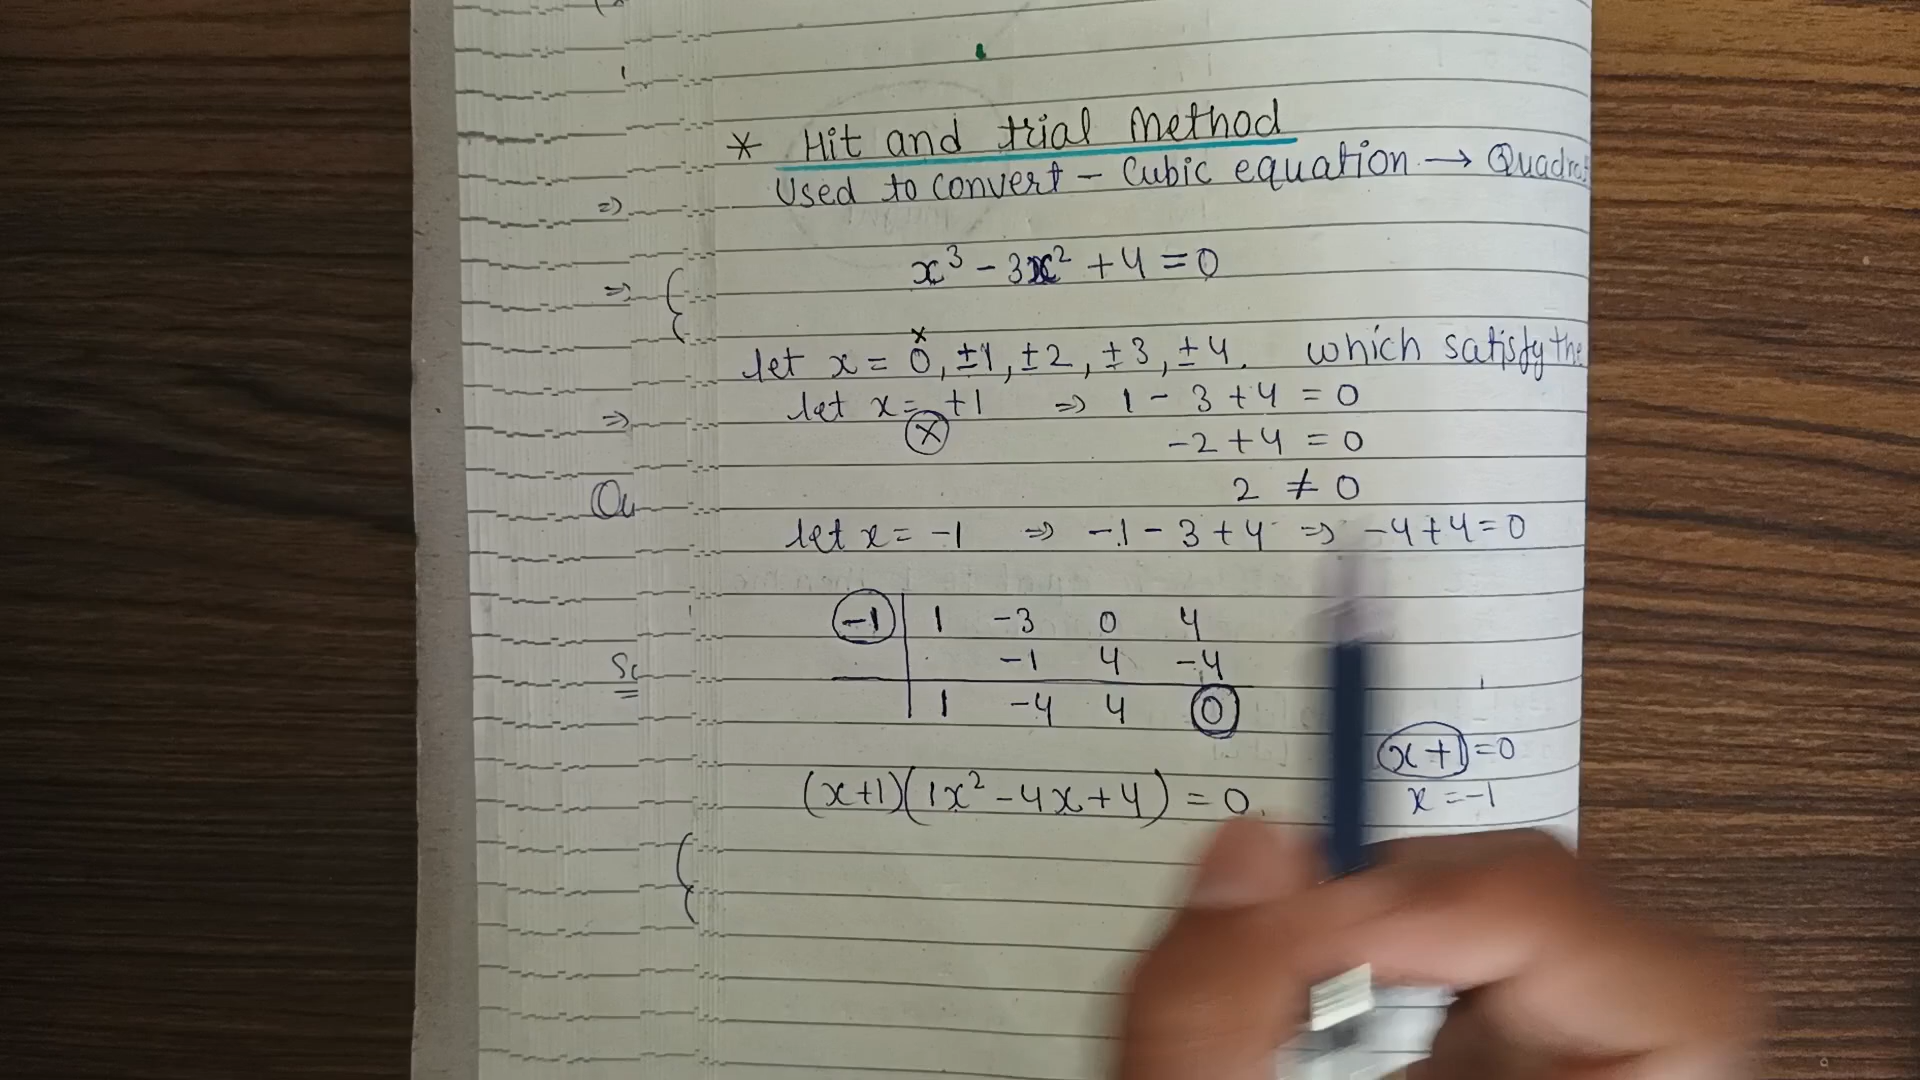 * Hit and trial Method
Used to convert - Cubic equation → Quadrat
⇒
x³ - 3x² + 4 = 0
⇒ {
x
let x = 0, ±1, ±2, ±3, ±4. which satisfy the
let x = +1 ⇒ 1 - 3 + 4 = 0
⇒
x
-2 + 4 = 0
2 ≠ 0
Qu
let x = -1 ⇒ -1 - 3 + 4 ⇒ -4 + 4 = 0
-1 | 1 -3 0 4
-1 4 -4
So
1 -4 4 0
x+1 = 0
(x+1)(1x² - 4x + 4) = 0.
x = -1
{